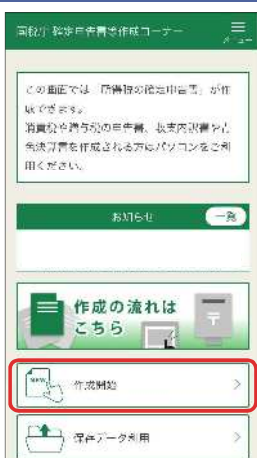 国税庁 確定申告書等作成コーナー
メニュー
この画面では「所得税の確定申告書」が作
成できます。
消費税や贈与税の申告書、収支内訳書や青
色決算書を作成される方はパソコンをご利
用ください。
お知らせ
一覧
作成の流れは
こちら
NEW
作成開始
保存データ利用